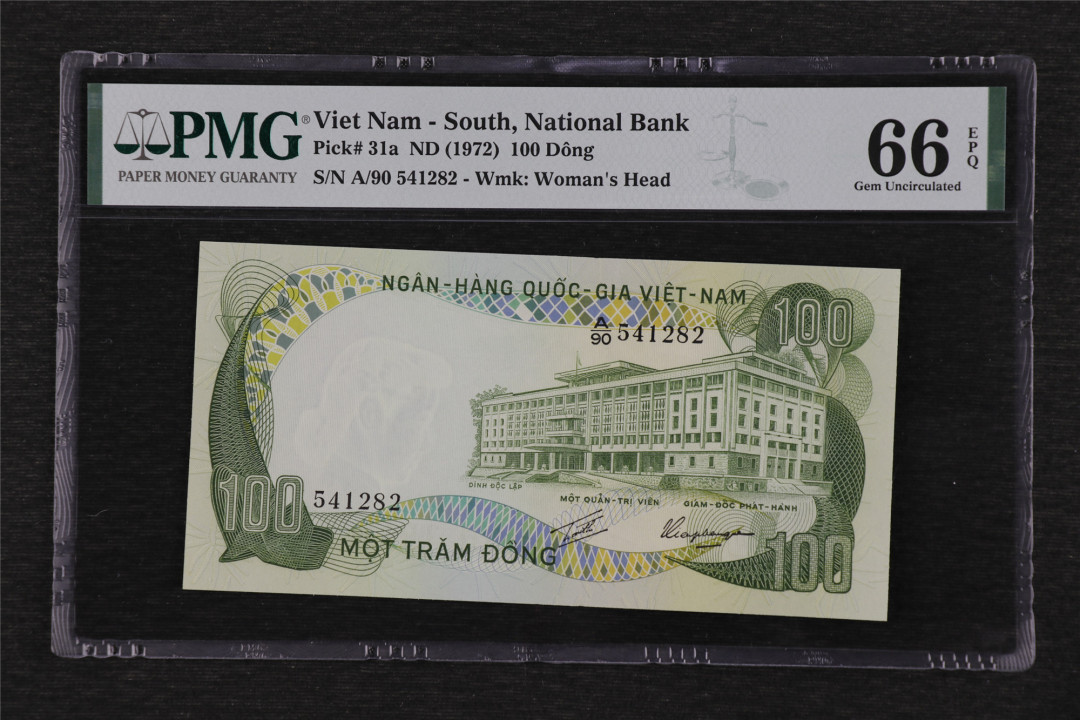 PMG®
PAPER MONEY GUARANTY
Viet Nam - South, National Bank
Pick# 31a ND (1972) 100 Dông
S/N A/90 541282 - Wmk: Woman's Head
66
EPQ
Gem Uncirculated
NGÂN-HÀNG QUỐC-GIA VIỆT-NAM
100
A/90 541282
DINH ĐỘC LẬP
MỘT QUẢN-TRỊ VIÊN
GIÁM-ĐỐC PHÁT-HÀNH
100
541282
MỘT TRĂM ĐỒNG
100